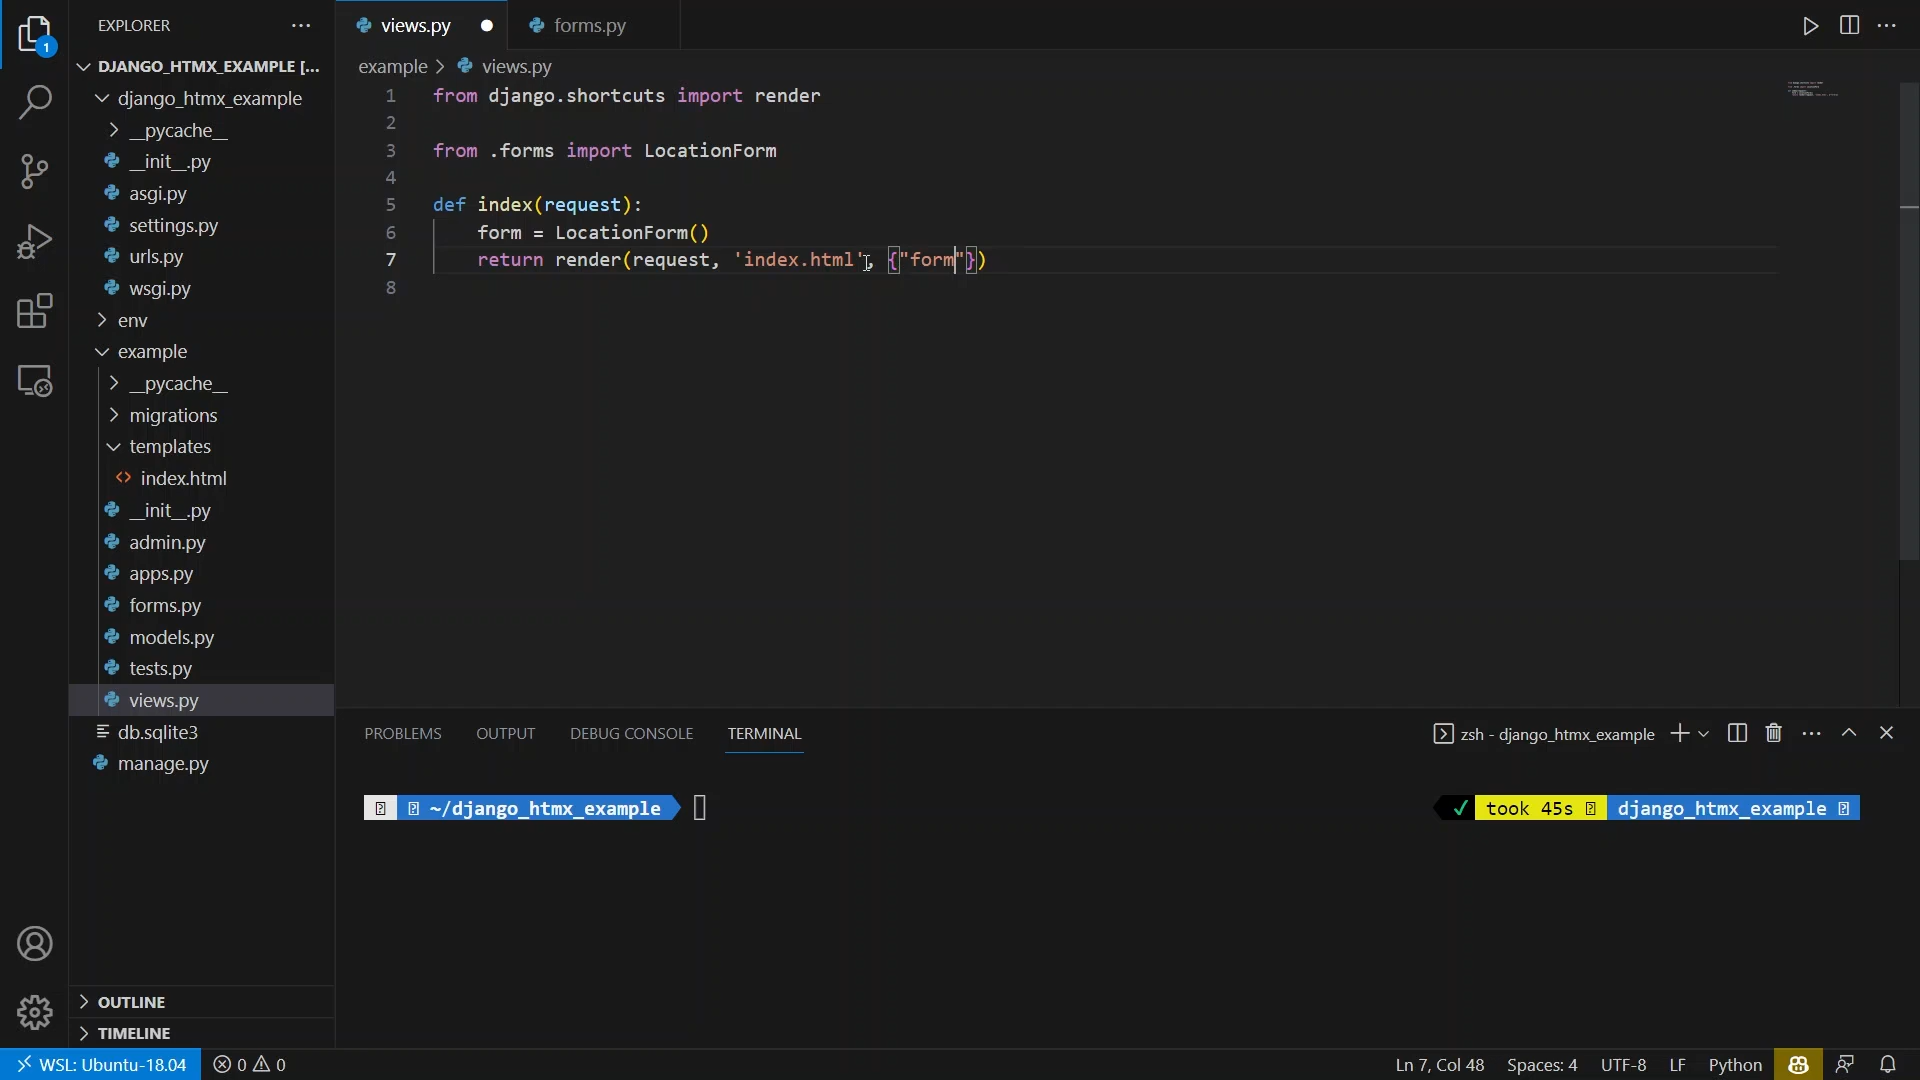 EXPLORER
DJANGO_HTMX_EXAMPLE [...
django_htmx_example
__pycache__
__init__.py
asgi.py
settings.py
urls.py
wsgi.py
env
example
__pycache__
migrations
templates
index.html
__init__.py
admin.py
apps.py
forms.py
models.py
tests.py
views.py
db.sqlite3
manage.py
OUTLINE
TIMELINE
1
views.py
forms.py
example > views.py
1 from django.shortcuts import render
2
3 from .forms import LocationForm
4
5 def index(request):
6 form = LocationForm()
7 return render(request, 'index.html', {"form"})
8
PROBLEMS OUTPUT DEBUG CONSOLE TERMINAL
zsh - django_htmx_example
~/django_htmx_example
took 45s django_htmx_example
WSL: Ubuntu-18.04 0 0 Ln 7, Col 48 Spaces: 4 UTF-8 LF Python